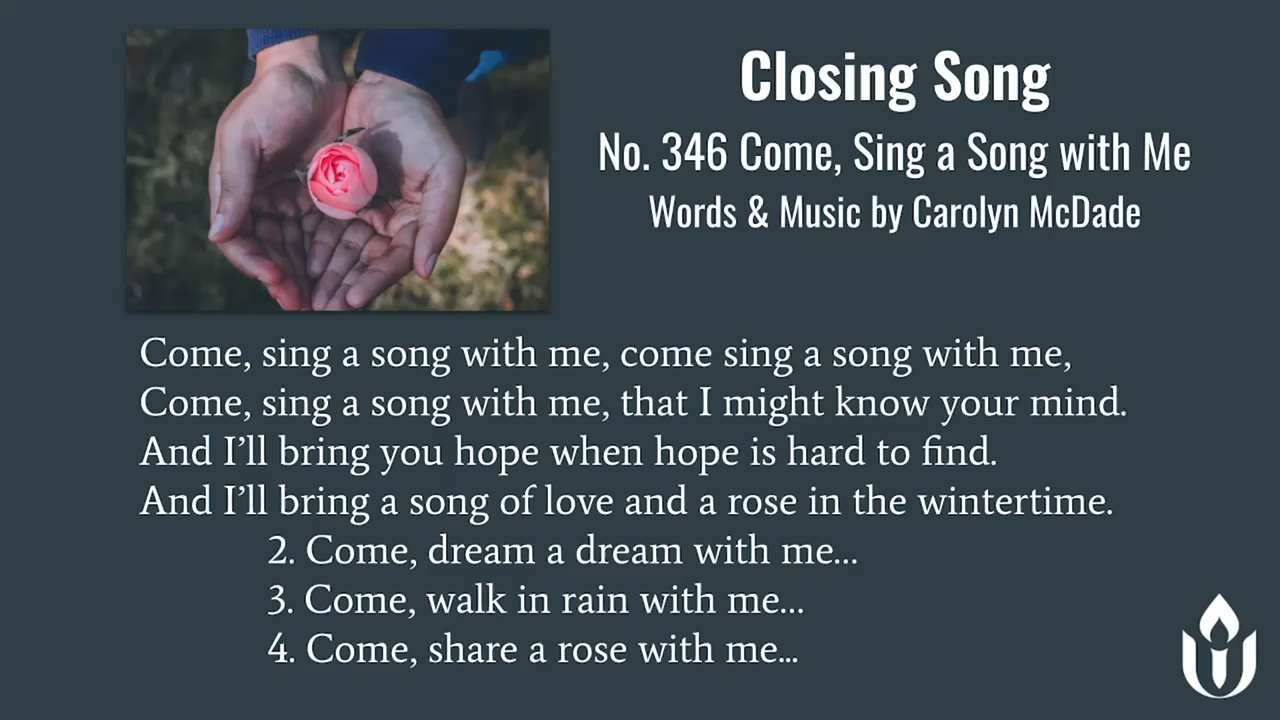 Closing Song
No. 346 Come, Sing a Song with Me
Words & Music by Carolyn McDade
Come, sing a song with me, come sing a song with me,
Come, sing a song with me, that I might know your mind.
And I’ll bring you hope when hope is hard to find.
And I’ll bring a song of love and a rose in the wintertime.
2. Come, dream a dream with me...
3. Come, walk in rain with me...
4. Come, share a rose with me...